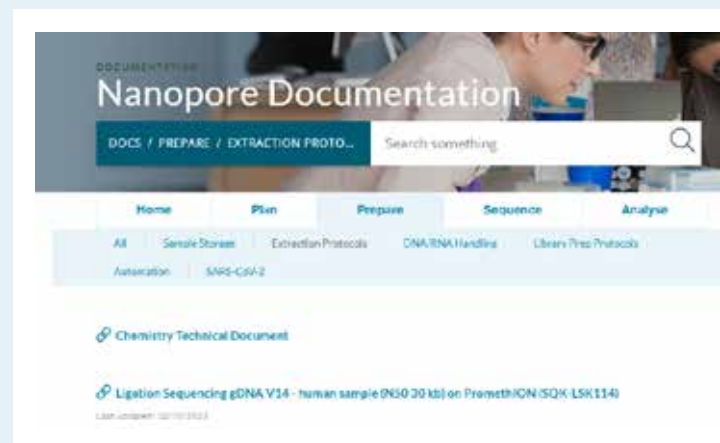 DOCUMENTATION
Nanopore Documentation
DOCS / PREPARE / EXTRACTION PROTO... Search something
Home Plan Prepare Sequence Analyse
All Sample Storage Extraction Protocols DNA/RNA Handling Library Prep Protocols
Automation SARS-CoV-2
Chemistry Technical Document
Ligation Sequencing gDNA V14 - human sample (N50 30 kb) on PromethION (SQK-LSK114)
Last updated: